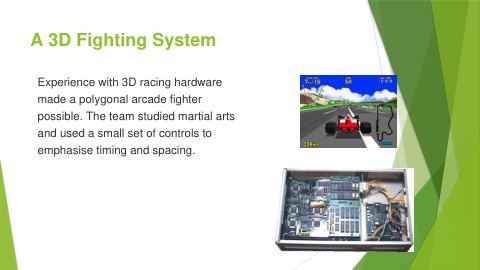 A 3D Fighting System
Experience with 3D racing hardware
made a polygonal arcade fighter
possible. The team studied martial arts
and used a small set of controls to
emphasise timing and spacing.